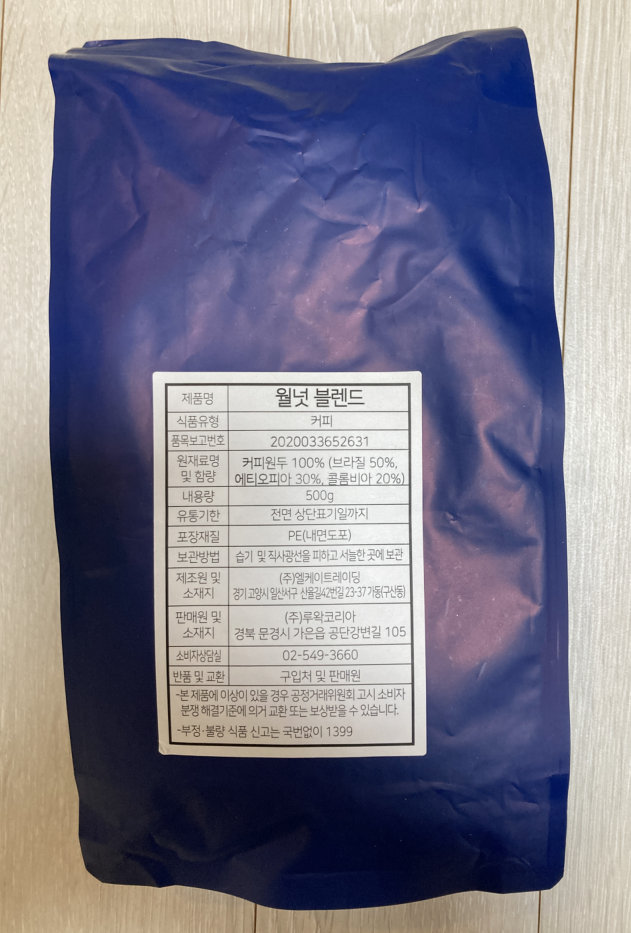 제품명 월넛 블렌드
식품유형 커피
품목보고번호 2020033652631
원재료명 및 함량 커피원두 100% (브라질 50%,
에티오피아 30%, 콜롬비아 20%)
내용량 500g
유통기한 전면 상단표기일까지
포장재질 PE(내면도포)
보관방법 습기 및 직사광선을 피하고 서늘한 곳에 보관
제조원 및 소재지 (주)엘케이트레이딩
경기 고양시 일산서구 산율길42번길 23-37 가동(구산동)
판매원 및 소재지 (주)루왁코리아
경북 문경시 가은읍 공단강변길 105
소비자상담실 02-549-3660
반품 및 교환 구입처 및 판매원
-본 제품에 이상이 있을 경우 공정거래위원회 고시 소비자
분쟁 해결기준에 의거 교환 또는 보상받을 수 있습니다.
-부정·불량 식품 신고는 국번없이 1399